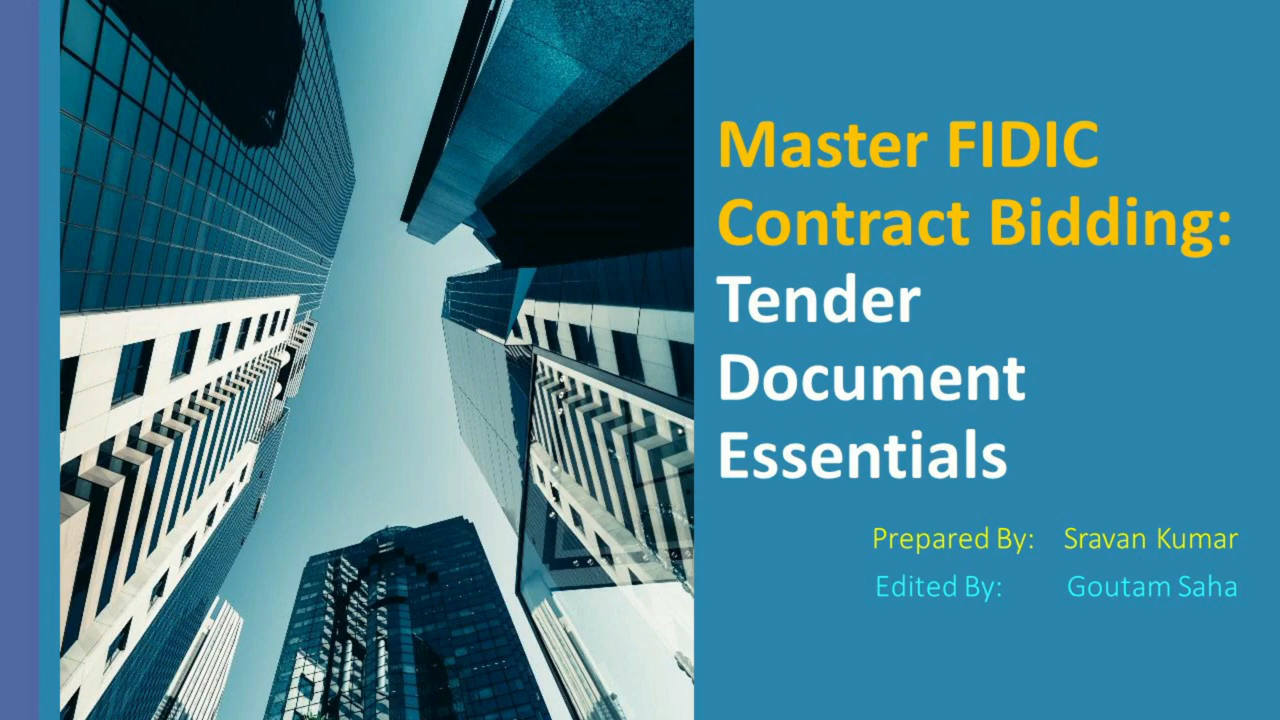 Master FIDIC
Contract Bidding:
Tender
Document
Essentials
Prepared By: Sravan Kumar
Edited By: Goutam Saha